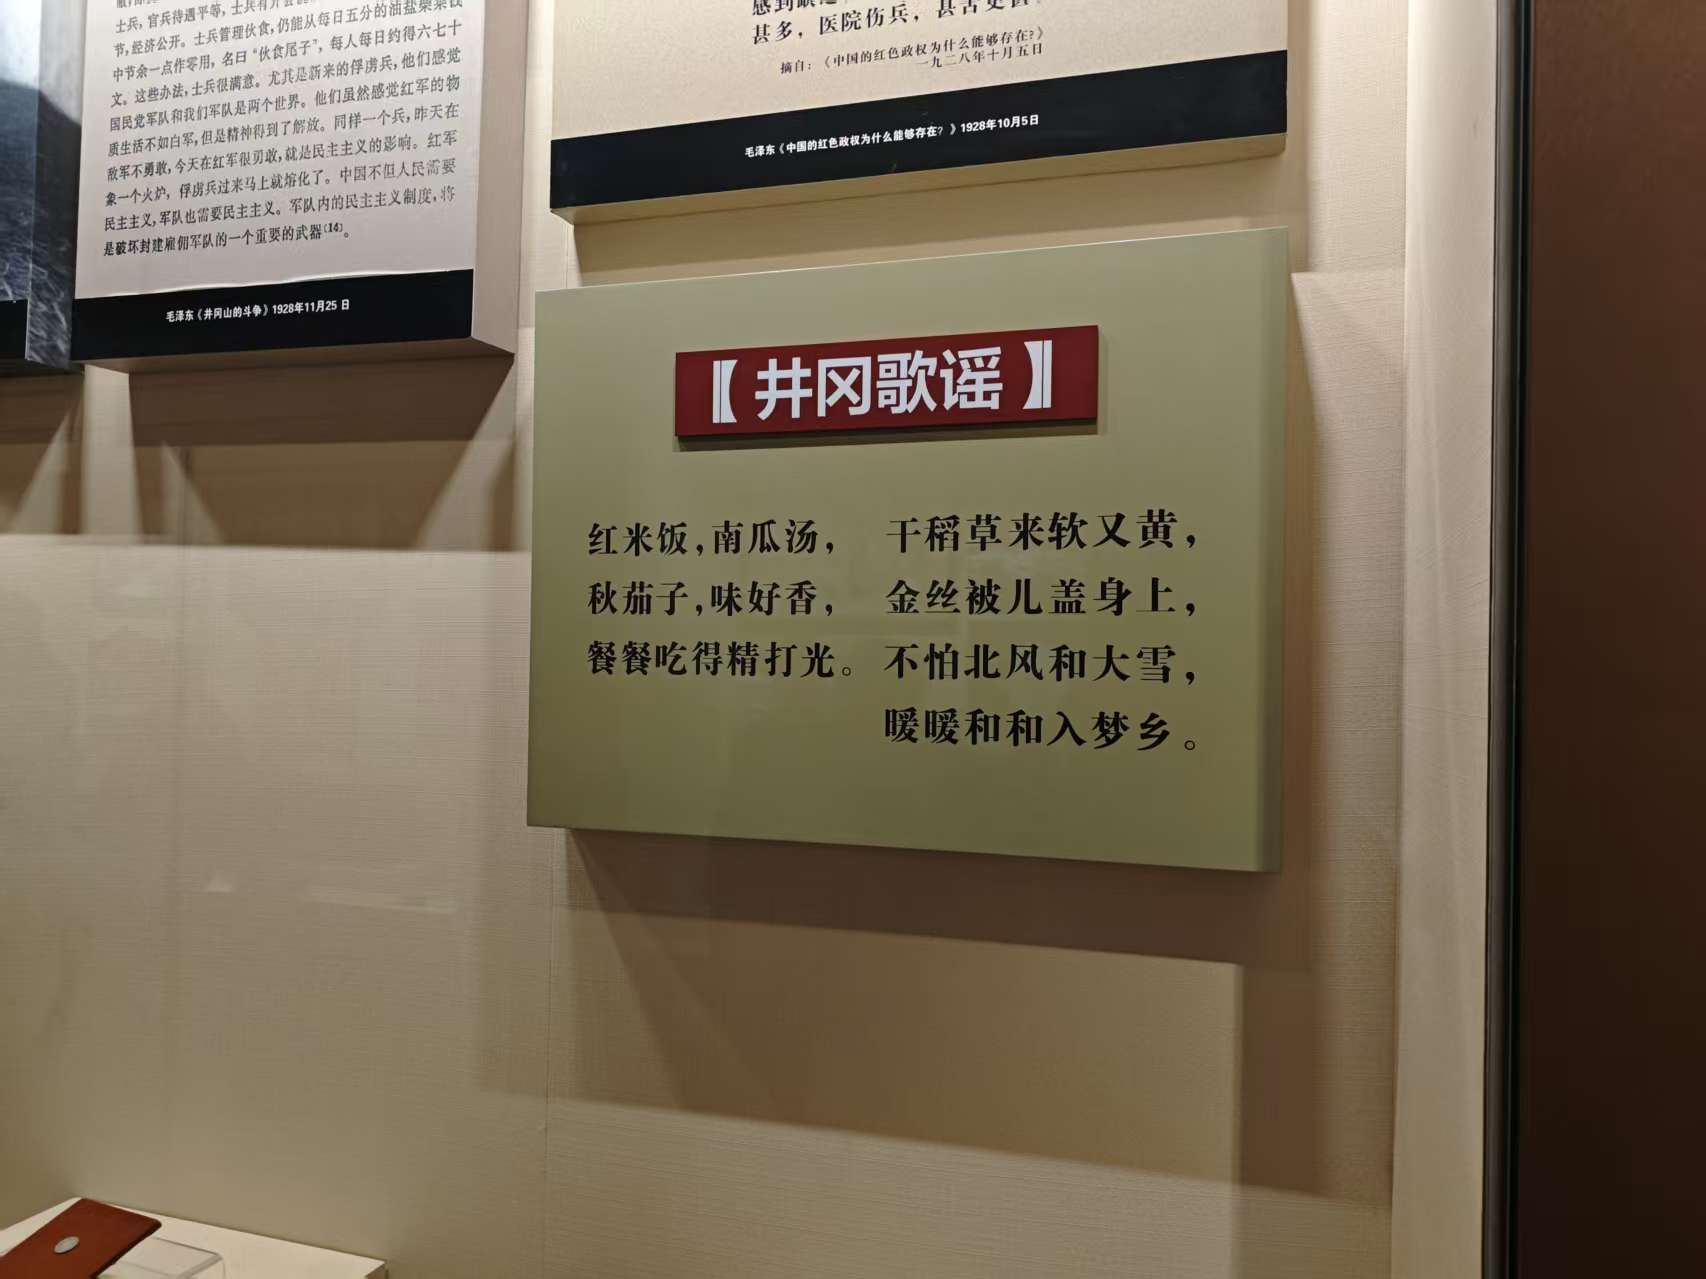 士兵，官兵待遇平等，士兵有开会
节，经济公开。士兵管理伙食，仍能从每日五分的油盐柴菜钱
中节余一点作零用，名曰“伙食尾子”，每人每日约得六七十
文。这些办法，士兵很满意。尤其是新来的俘虏兵，他们感觉
国民党军队和我们军队是两个世界。他们虽然感觉红军的物
质生活不如白军，但是精神得到了解放。同样一个兵，昨天在
敌军不勇敢，今天在红军很勇敢，就是民主主义的影响。红军
象一个火炉，俘虏兵过来马上就熔化了。中国不但人民需要
民主主义，军队也需要民主主义。军队内的民主主义制度，将
是破坏封建雇佣军队的一个重要的武器〔14〕。
毛泽东《井冈山的斗争》1928年11月25 日
感到
甚多，医院伤兵，甚苦更甚
摘自：《中国的红色政权为什么能够存在?》
一九二八年十月五日
毛泽东《中国的红色政权为什么能够存在？》1928年10月5日
【井冈歌谣】
红米饭，南瓜汤，
秋茄子，味好香，
餐餐吃得精打光。
干稻草来软又黄，
金丝被儿盖身上，
不怕北风和大雪，
暖暖和和入梦乡。